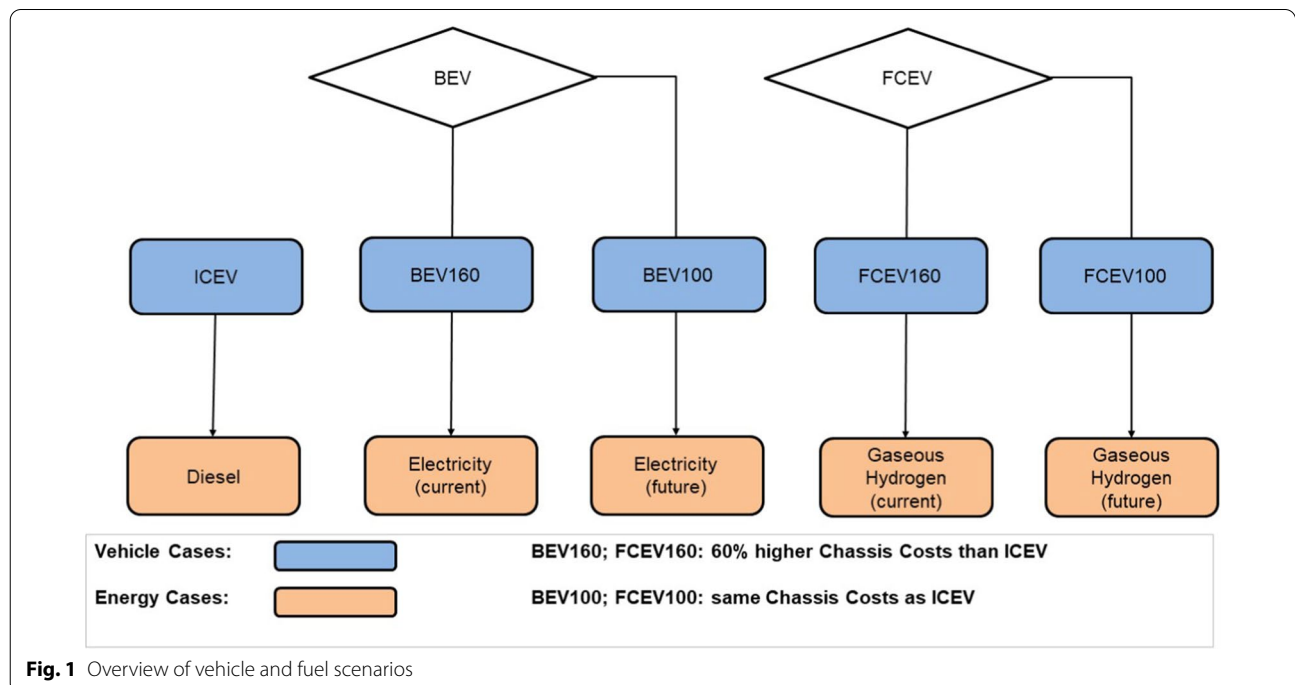 BEV
FCEV
ICEV
BEV160
BEV100
FCEV160
FCEV100
Diesel
Electricity
(current)
Electricity
(future)
Gaseous
Hydrogen
(current)
Gaseous
Hydrogen
(future)
Vehicle Cases:
BEV160; FCEV160: 60% higher Chassis Costs than ICEV
Energy Cases:
BEV100; FCEV100: same Chassis Costs as ICEV
Fig. 1 Overview of vehicle and fuel scenarios